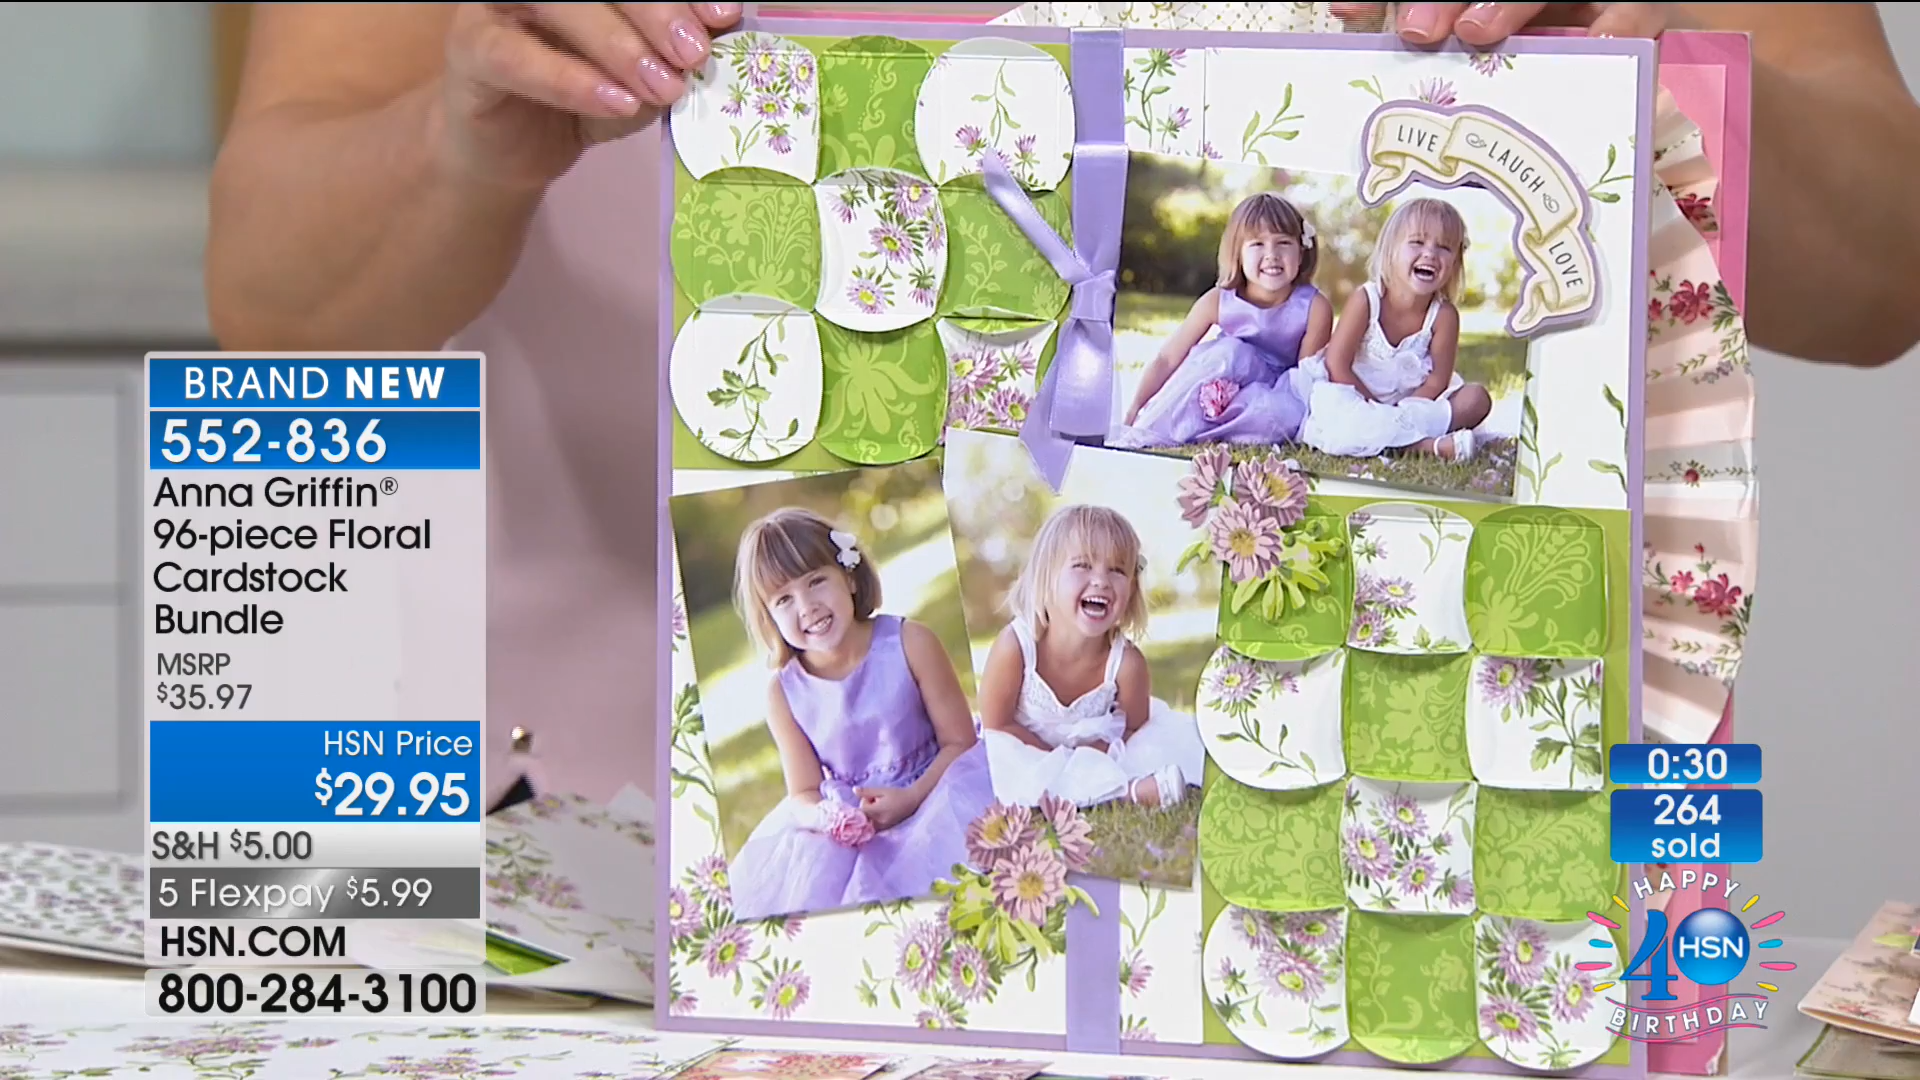 BRAND NEW
552-836
Anna Griffin®
96-piece Floral
Cardstock
Bundle
MSRP
$35.97
HSN Price
$29.95
S&H $5.00
5 Flexpay $5.99
HSN.COM
800-284-3100
LIVE LAUGH LOVE
0:30
264
sold
HAPPY
40 HSN
BIRTHDAY